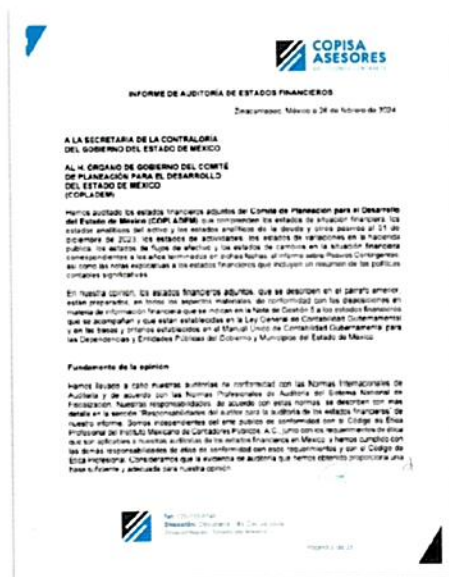 COPISA
ASESORES
INFORME DE AUDITORÍA DE ESTADOS FINANCIEROS
Zinacantepec, México a 26 de febrero de 2024
A LA SECRETARIA DE LA CONTRALORÍA
DEL GOBIERNO DEL ESTADO DE MÉXICO
AL H. ÓRGANO DE GOBIERNO DEL COMITÉ
DE PLANEACIÓN PARA EL DESARROLLO
DEL ESTADO DE MÉXICO
(COPLADEM)
Hemos auditado los estados financieros adjuntos del Comité de Planeación para el Desarrollo
del Estado de México (COPLADEM) que comprenden los estados de situación financiera, los
estados analíticos del activo y los estados analíticos de la deuda y otros pasivos al 31 de
diciembre de 2023, los estados de actividades, los estados de variaciones en la hacienda
pública, los estados de flujos de efectivo y los estados de cambios en la situación financiera
correspondientes a los años terminados en dichas fechas, el informe sobre Pasivos Contingentes,
así como las notas explicativas a los estados financieros que incluyen un resumen de las políticas
contables significativas.
En nuestra opinión, los estados financieros adjuntos, que se describen en el párrafo anterior,
están preparados, en todos los aspectos materiales, de conformidad con las disposiciones en
materia de información financiera que se indican en la Nota de Gestión 5 a los estados financieros
que se acompañan y que están establecidas en la Ley General de Contabilidad Gubernamental
y en las bases y criterios establecidos en el Manual Único de Contabilidad Gubernamental para
las Dependencias y Entidades Públicas del Gobierno y Municipios del Estado de México.
Fundamento de la opinión
Hemos llevado a cabo nuestras auditorías de conformidad con las Normas Internacionales de
Auditoría y de acuerdo con las Normas Profesionales de Auditoría del Sistema Nacional de
Fiscalización. Nuestras responsabilidades, de acuerdo con estas normas, se describen con más
detalle en la sección "Responsabilidades del auditor para la auditoría de los estados financieros" de
nuestro informe. Somos independientes del ente público de conformidad con el Código de Ética
Profesional del Instituto Mexicano de Contadores Públicos, A.C., junto con los requerimientos de ética
que son aplicables a nuestras auditorías de los estados financieros en México, y hemos cumplido con
las demás responsabilidades de ética de conformidad con esos requerimientos y con el Código de
Ética Profesional. Consideramos que la evidencia de auditoría que hemos obtenido proporciona una
base suficiente y adecuada para nuestra opinión.
Tel:
Dirección: